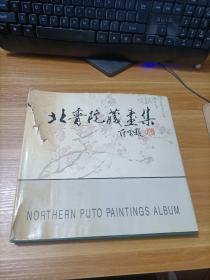 北普陀藏画集
NORTHERN PUTO PAINTINGS ALBUM